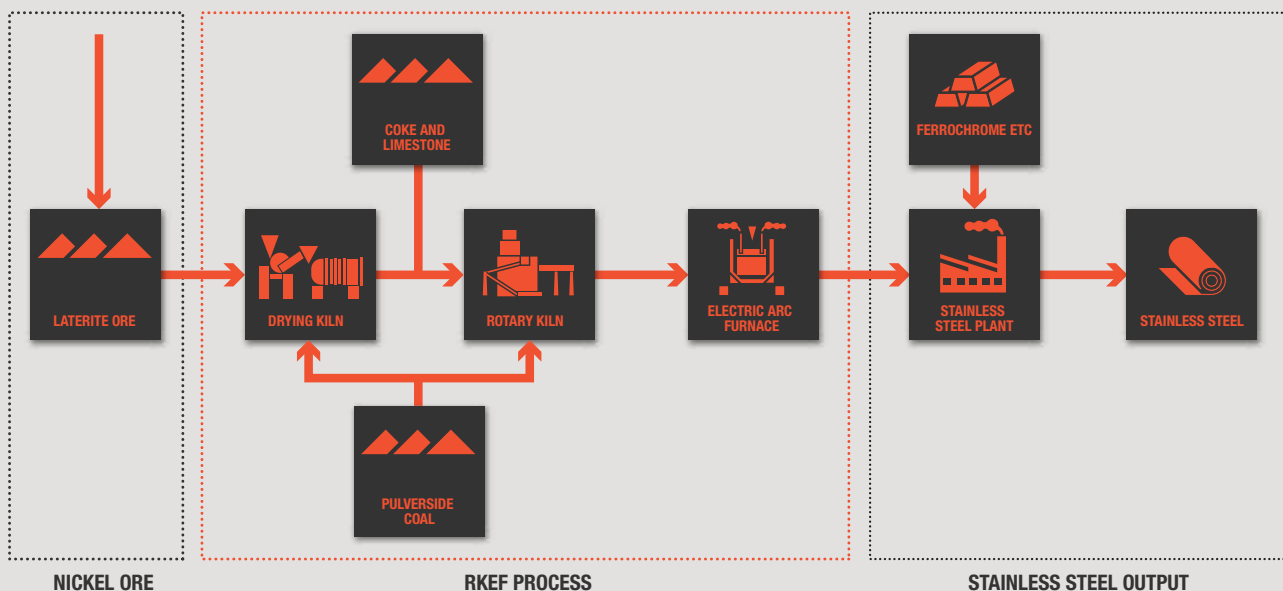 COKE AND
LIMESTONE
FERROCHROME ETC
LATERITE ORE
DRYING KILN
ROTARY KILN
ELECTRIC ARC
FURNACE
STAINLESS
STEEL PLANT
STAINLESS STEEL
PULVERSIDE
COAL
NICKEL ORE
RKEF PROCESS
STAINLESS STEEL OUTPUT